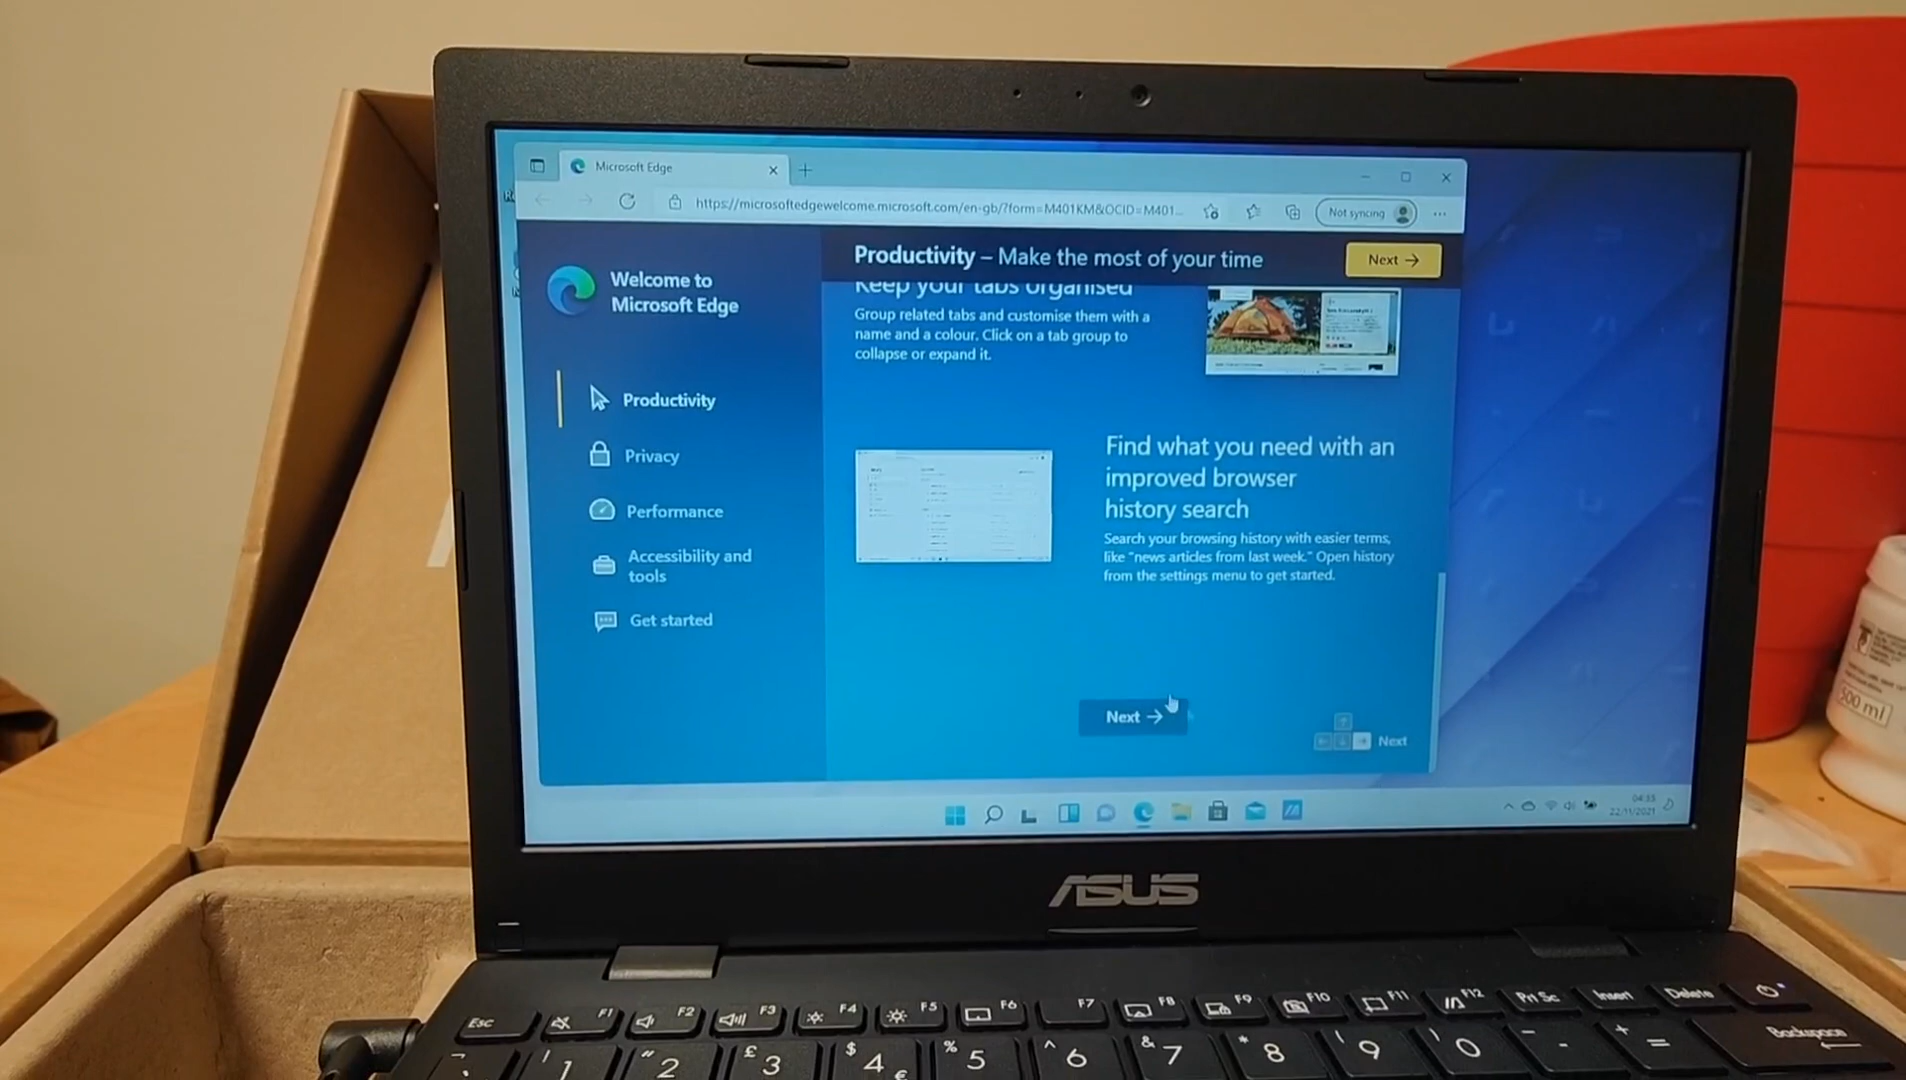 Microsoft Edge
https://microsoftedgewelcome.microsoft.com/en-gb/?form=M401KM&OCID=M401...
Not syncing
Welcome to
Microsoft Edge
Productivity
Privacy
Performance
Accessibility and
tools
Get started
Productivity – Make the most of your time
Next →
Keep your tabs organised
Group related tabs and customise them with a
name and a colour. Click on a tab group to
collapse or expand it.
Find what you need with an
improved browser
history search
Search your browsing history with easier terms,
like "news articles from last week." Open history
from the settings menu to get started.
Next →
Next
22/11/2021
ASUS
500 ml
Esc F1 F2 F3 F4 F5 F6 F7 F8 F9 F10 F11 F12 Prt Sc Insert Delete
! 1 " 2 £ 3 $ 4 € % 5 ^ 6 & 7 * 8 ( 9 ) 0 - + = Backspace